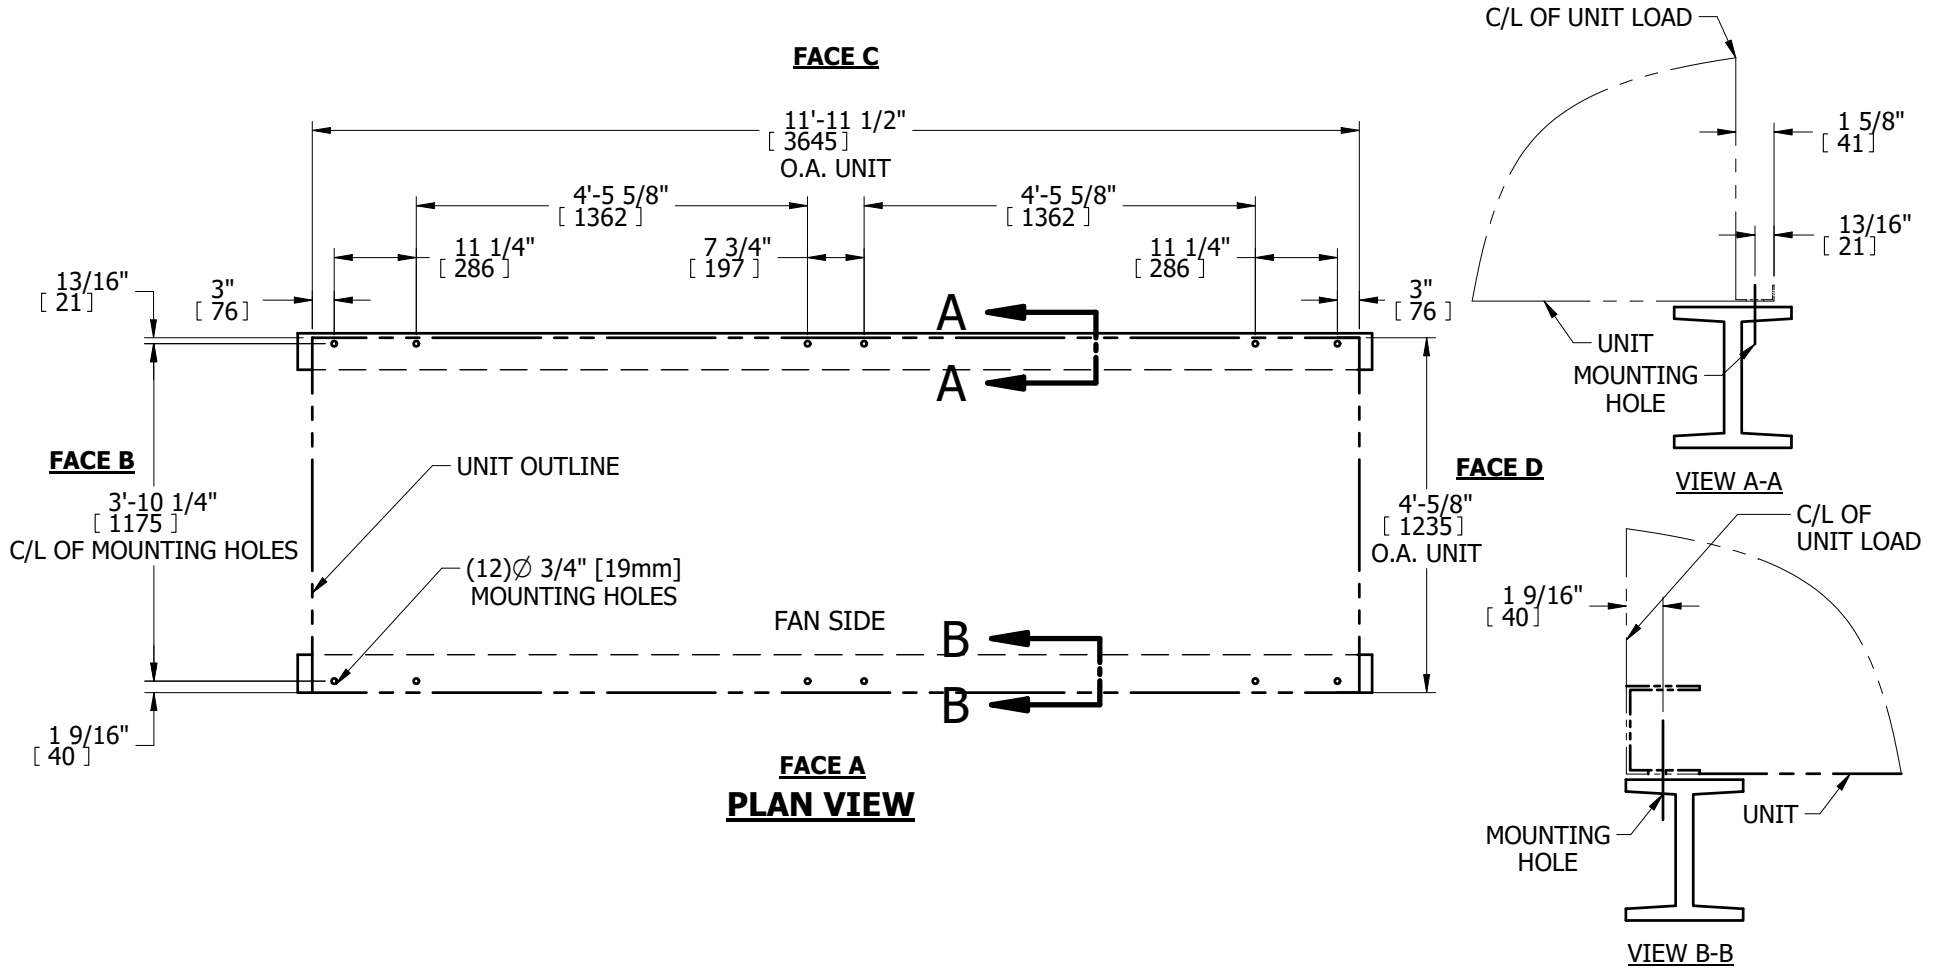 FACE C
11'-11 1/2"
[ 3645]
O.A. UNIT
4'-5 5/8"
[ 1362 ]
4'-5 5/8"
[ 1362 ]
11 1/4"
[ 286 ]
7 3/4"
[ 197 ]
11 1/4"
[ 286 ]
13/16"
[ 21]
3"
[ 76]
3"
[ 76]
A
A
FACE B
UNIT OUTLINE
3'-10 1/4"
[ 1175 ]
C/L OF MOUNTING HOLES
(12)∅ 3/4" [19mm]
MOUNTING HOLES
FAN SIDE
B
B
FACE D
4'-5/8"
[ 1235]
O.A. UNIT
1 9/16"
[ 40 ]
FACE A
PLAN VIEW
C/L OF UNIT LOAD
1 5/8"
[ 41]
13/16"
[ 21]
UNIT
MOUNTING
HOLE
VIEW A-A
C/L OF
UNIT LOAD
1 9/16"
[ 40]
UNIT
MOUNTING
HOLE
VIEW B-B